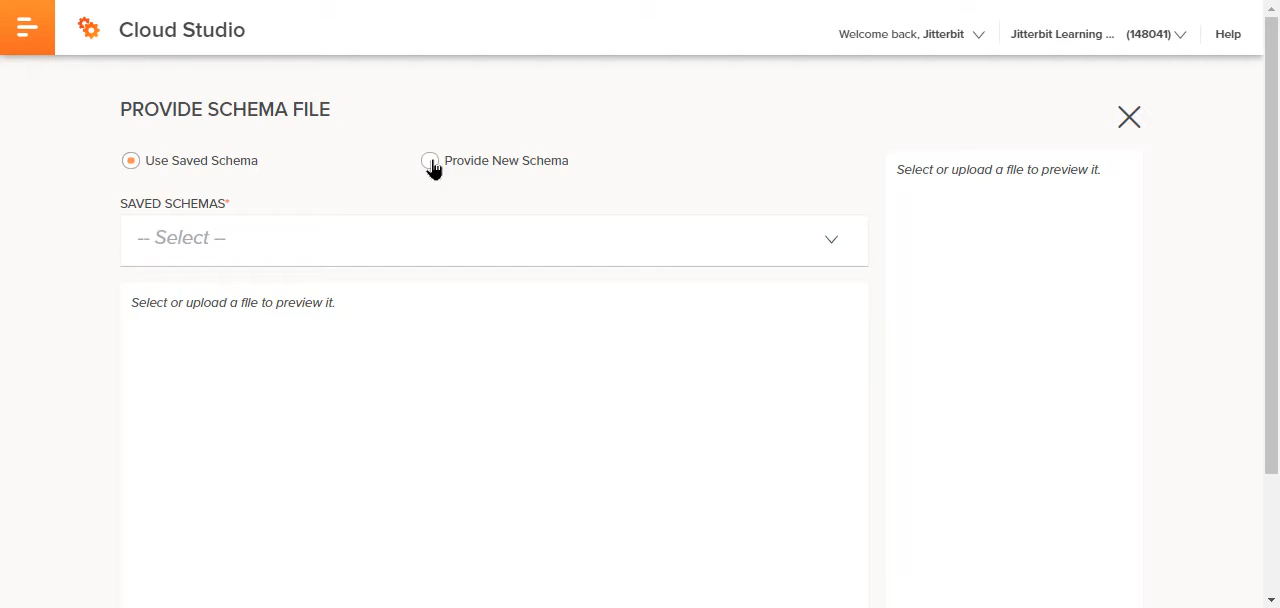 Cloud Studio
Welcome back, Jitterbit
Jitterbit Learning ... (148041)
Help
PROVIDE SCHEMA FILE
Use Saved Schema
Provide New Schema
Select or upload a file to preview it.
SAVED SCHEMAS*
-- Select --
Select or upload a file to preview it.